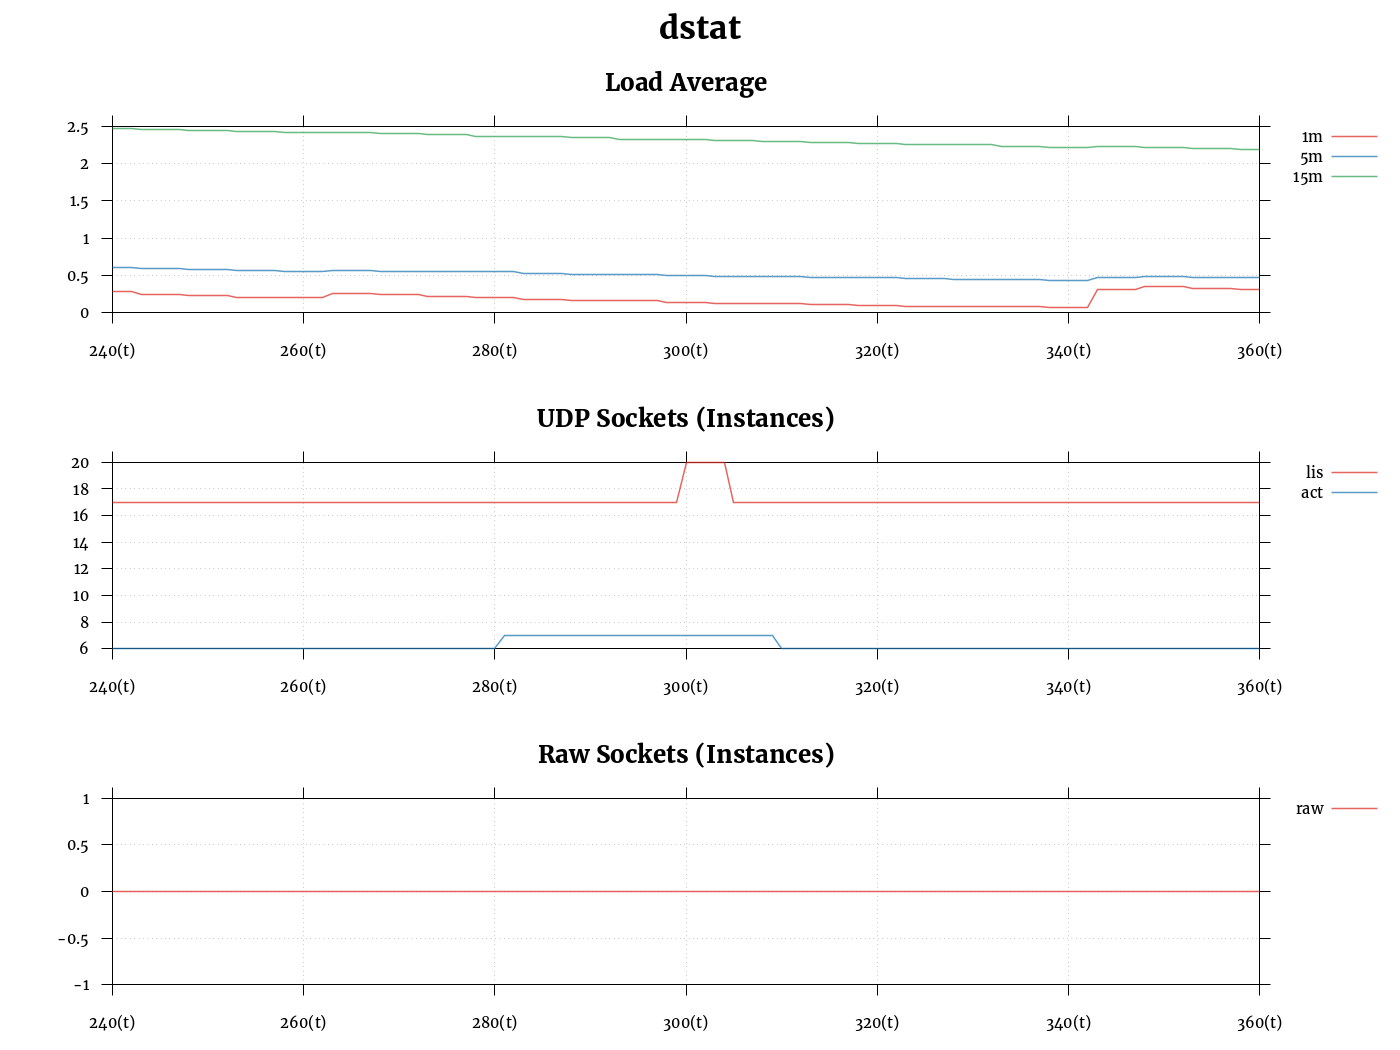 dstat
Load Average
2.5
2
1.5
1
0.5
0
240(t) 260(t) 280(t) 300(t) 320(t) 340(t) 360(t)
1m
5m
15m
UDP Sockets (Instances)
20
18
16
14
12
10
8
6
240(t) 260(t) 280(t) 300(t) 320(t) 340(t) 360(t)
lis
act
Raw Sockets (Instances)
1
0.5
0
-0.5
-1
240(t) 260(t) 280(t) 300(t) 320(t) 340(t) 360(t)
raw